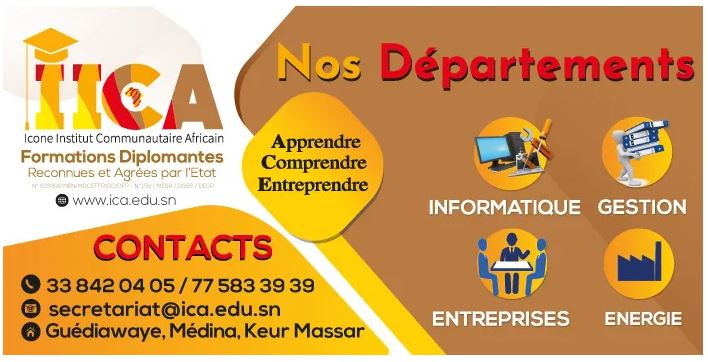 IICA
Icone Institut Communautaire Africain
Formations Diplomantes
Reconnues et Agrées par l'Etat
www.ica.edu.sn
Nos Départements
Apprendre
Comprendre
Entreprendre
INFORMATIQUE
GESTION
ENTREPRISES
ENERGIE
CONTACTS
33 842 04 05 / 77 583 39 39
secretariat@ica.edu.sn
Guédiawaye, Médina, Keur Massar